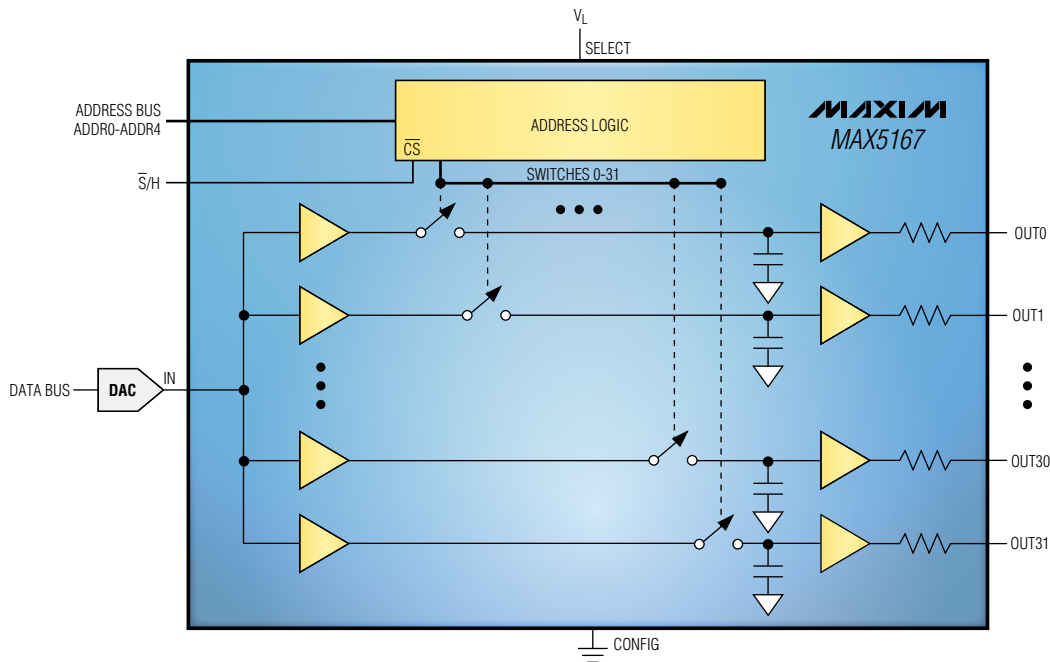 VL
SELECT
ADDRESS BUS
ADDR0-ADDR4
ADDRESS LOGIC
CS
MAXIM
MAX5167
S/H
SWITCHES 0-31
OUT0
OUT1
DATA BUS
DAC
IN
OUT30
OUT31
CONFIG